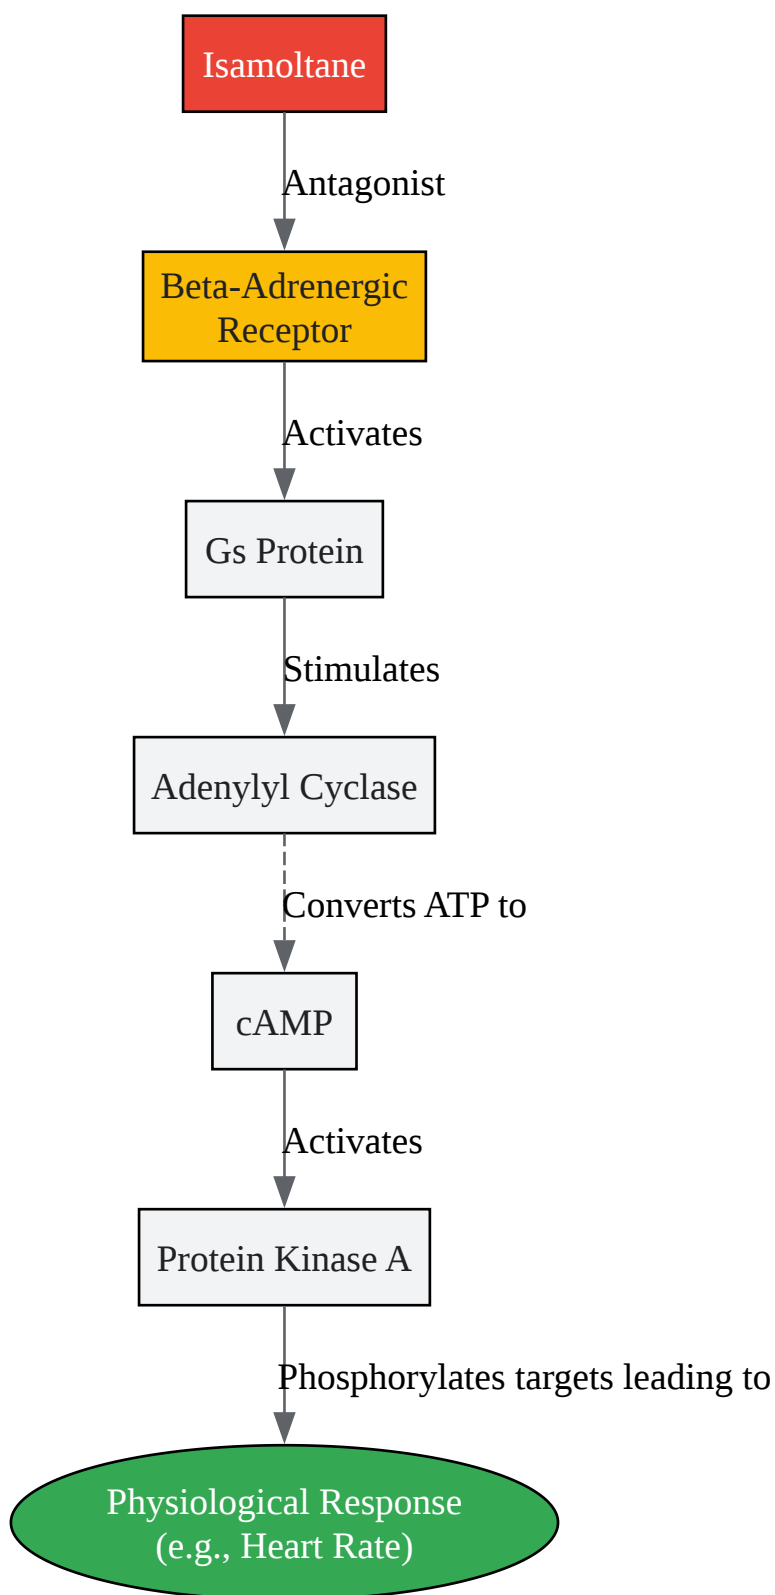 Isamoltane
Antagonist
Beta-Adrenergic
Receptor
Activates
Gs Protein
Stimulates
Adenylyl Cyclase
Converts ATP to
cAMP
Activates
Protein Kinase A
Phosphorylates targets leading to
Physiological Response
(e.g., Heart Rate)